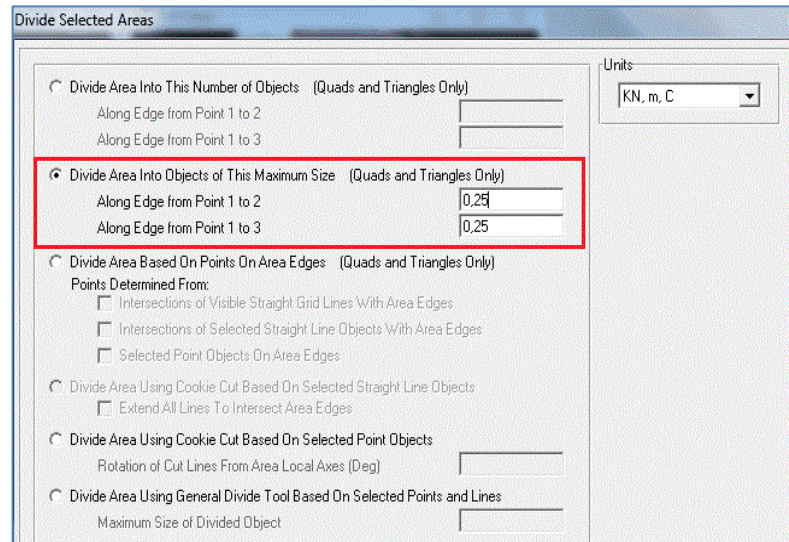 Divide Selected Areas
Units
KN, m, C
Divide Area Into This Number of Objects (Quads and Triangles Only)
Along Edge from Point 1 to 2
Along Edge from Point 1 to 3
Divide Area Into Objects of This Maximum Size (Quads and Triangles Only)
Along Edge from Point 1 to 2 0,25
Along Edge from Point 1 to 3 0,25
Divide Area Based On Points On Area Edges (Quads and Triangles Only)
Points Determined From:
Intersections of Visible Straight Grid Lines With Area Edges
Intersections of Selected Straight Line Objects With Area Edges
Selected Point Objects On Area Edges
Divide Area Using Cookie Cut Based On Selected Straight Line Objects
Extend All Lines To Intersect Area Edges
Divide Area Using Cookie Cut Based On Selected Point Objects
Rotation of Cut Lines From Area Local Axes (Deg)
Divide Area Using General Divide Tool Based On Selected Points and Lines
Maximum Size of Divided Object